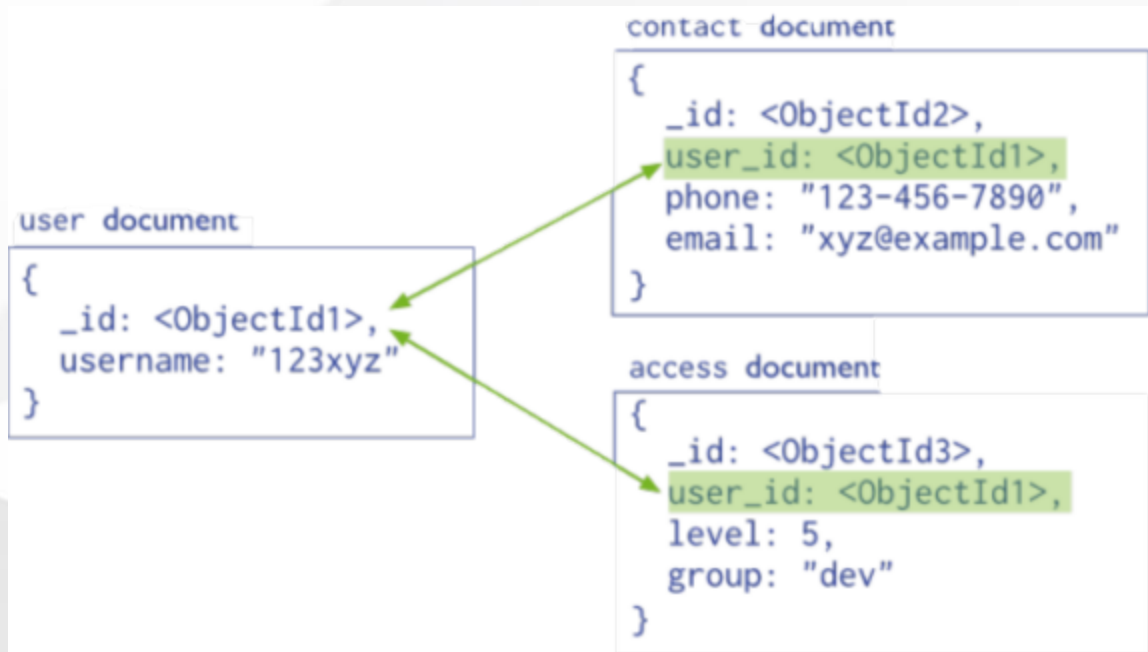 user document
{
_id: <ObjectId1>,
username: "123xyz"
}
contact document
{
_id: <ObjectId2>,
user_id: <ObjectId1>,
phone: "123-456-7890",
email: "xyz@example.com"
}
access document
{
_id: <ObjectId3>,
user_id: <ObjectId1>,
level: 5,
group: "dev"
}